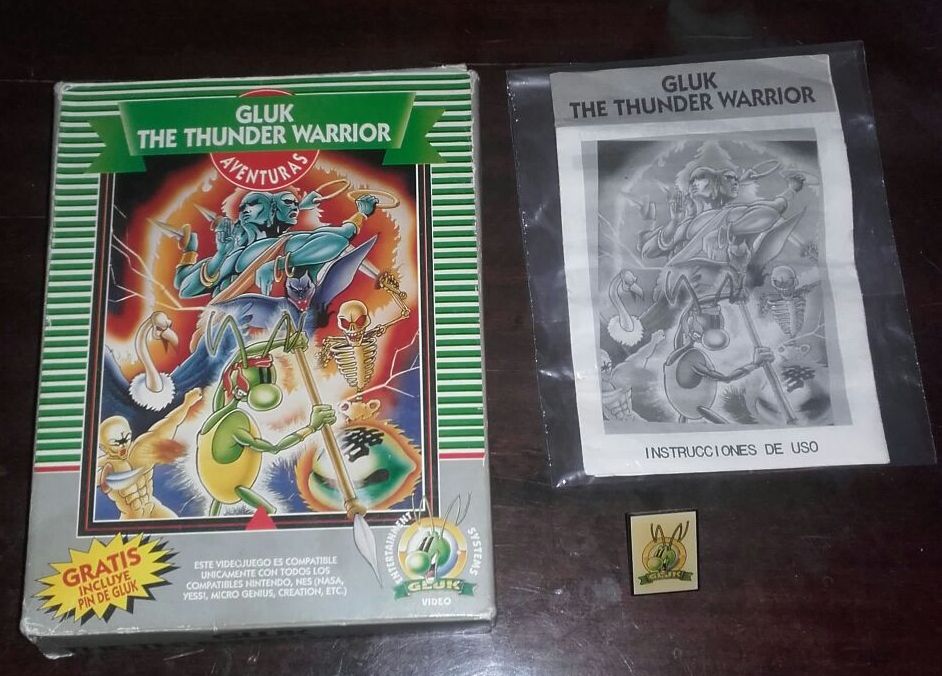 GLUK
THE THUNDER WARRIOR
AVENTURAS
GRATIS
INCLUYE
PIN DE GLUK
ESTE VIDEOJUEGO ES COMPATIBLE
UNICAMENTE CON TODOS LOS
COMPATIBLES NINTENDO, NES (NASA,
YESS!, MICRO GENIUS, CREATION, ETC.)
ENTERTAINMENT
SYSTEMS
GLUK
VIDEO
GLUK
THE THUNDER WARRIOR
INSTRUCCIONES DE USO
GLUK